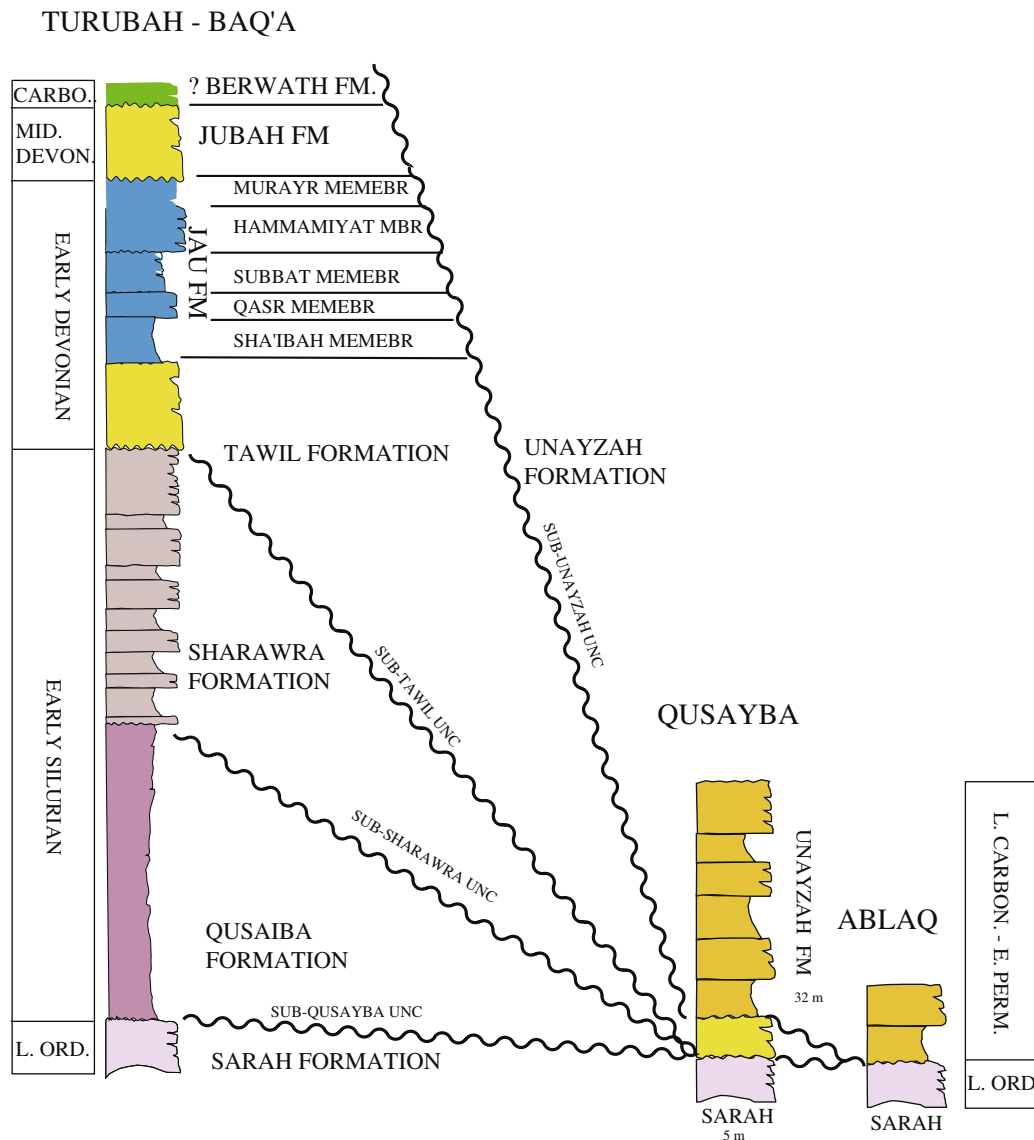 TURUBAH - BAQ'A
CARBO..
? BERWATH FM.
MID.
DEVON.
JUBAH FM
EARLY DEVONIAN
JAU FM
MURAYR MEMEBR
HAMMAMIYAT MBR
SUBBAT MEMEBR
QASR MEMEBR
SHA'IBAH MEMEBR
TAWIL FORMATION
UNAYZAH
FORMATION
SUB-UNAYZAH UNC
EARLY SILURIAN
SHARAWRA
FORMATION
SUB-TAWIL UNC
SUB-SHARAWRA UNC
QUSAIBA
FORMATION
SUB-QUSAYBA UNC
L. ORD.
SARAH FORMATION
QUSAYBA
UNAYZAH FM
32 m
SARAH
5 m
ABLAQ
SARAH
L. CARBON. - E. PERM.
L. ORD